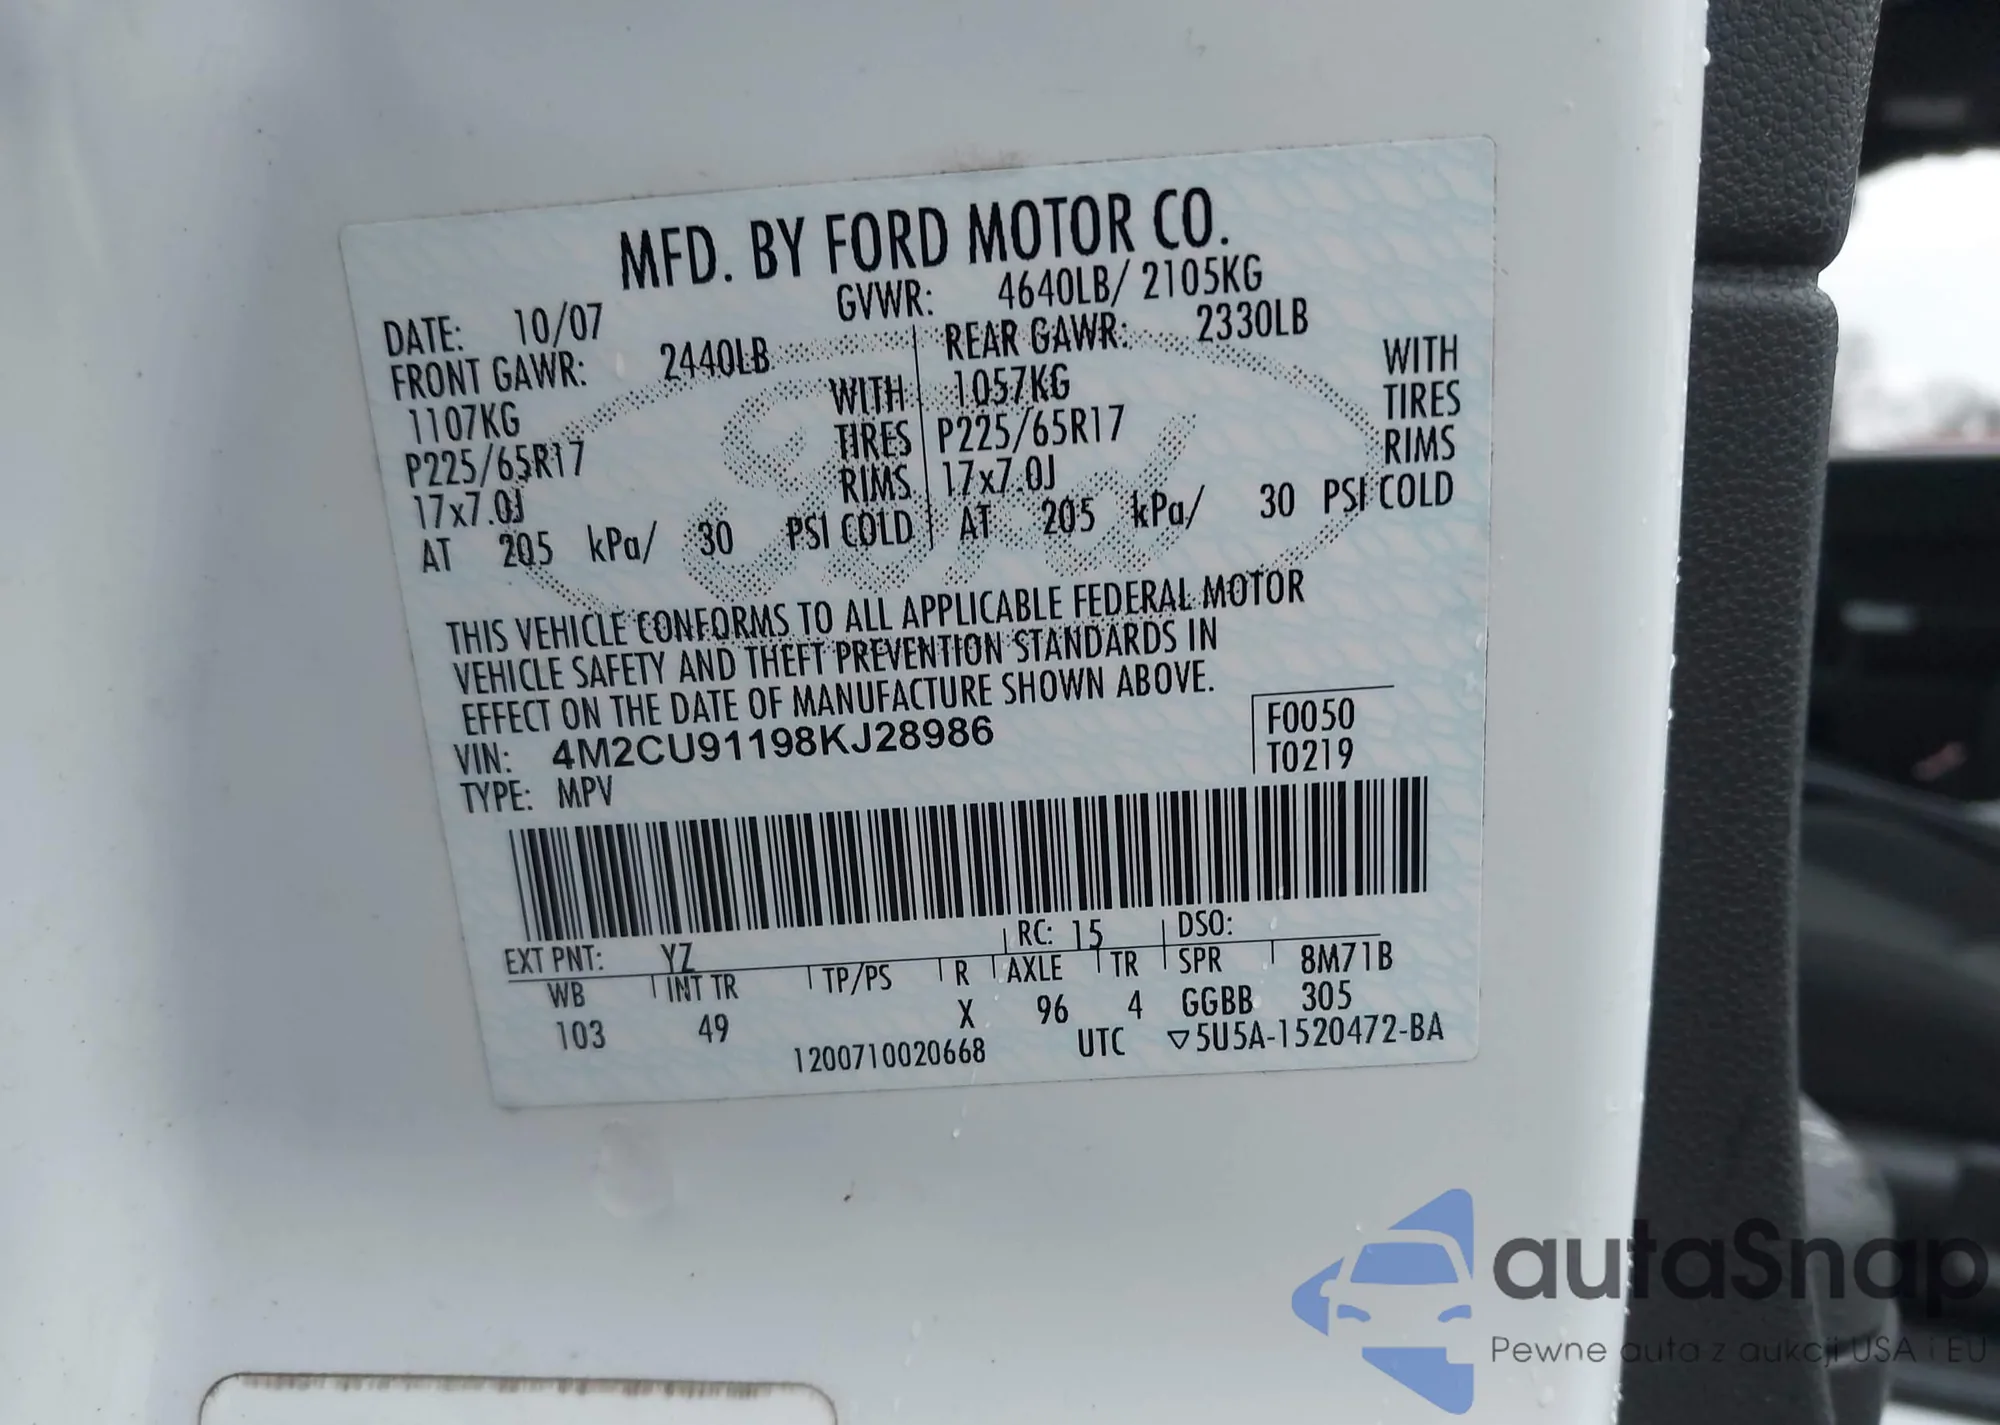 MFD. BY FORD MOTOR CO.
DATE: 10/07 GVWR: 4640LB/ 2105KG
FRONT GAWR: 2440LB REAR GAWR: 2330LB
1107KG WITH 1057KG WITH
P225/65R17 TIRES P225/65R17 TIRES
17x7.0J RIMS 17x7.0J RIMS
AT 205 kPa/ 30 PSI COLD AT 205 kPa/ 30 PSI COLD
THIS VEHICLE CONFORMS TO ALL APPLICABLE FEDERAL MOTOR
VEHICLE SAFETY AND THEFT PREVENTION STANDARDS IN
EFFECT ON THE DATE OF MANUFACTURE SHOWN ABOVE.
VIN: 4M2CU91198KJ28986 F0050
TYPE: MPV T0219
EXT PNT: YZ RC: 15 DSO:
WB INT TR TP/PS R AXLE TR SPR 8M71B
103 49 X 96 4 GGBB 305
1200710020668 UTC ▽5U5A-1520472-BA
autaSnap
Pewne auta z aukcji USA i EU